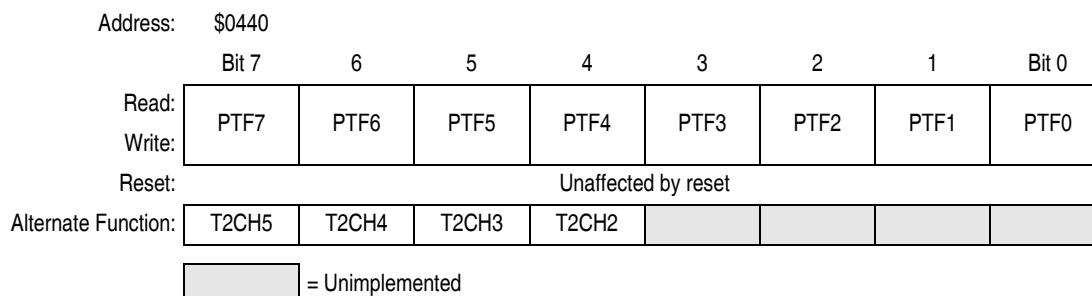 Address: $0440
Bit 7 6 5 4 3 2 1 Bit 0
Read:
PTF7 PTF6 PTF5 PTF4 PTF3 PTF2 PTF1 PTF0
Write:
Reset: Unaffected by reset
Alternate Function: T2CH5 T2CH4 T2CH3 T2CH2
= Unimplemented